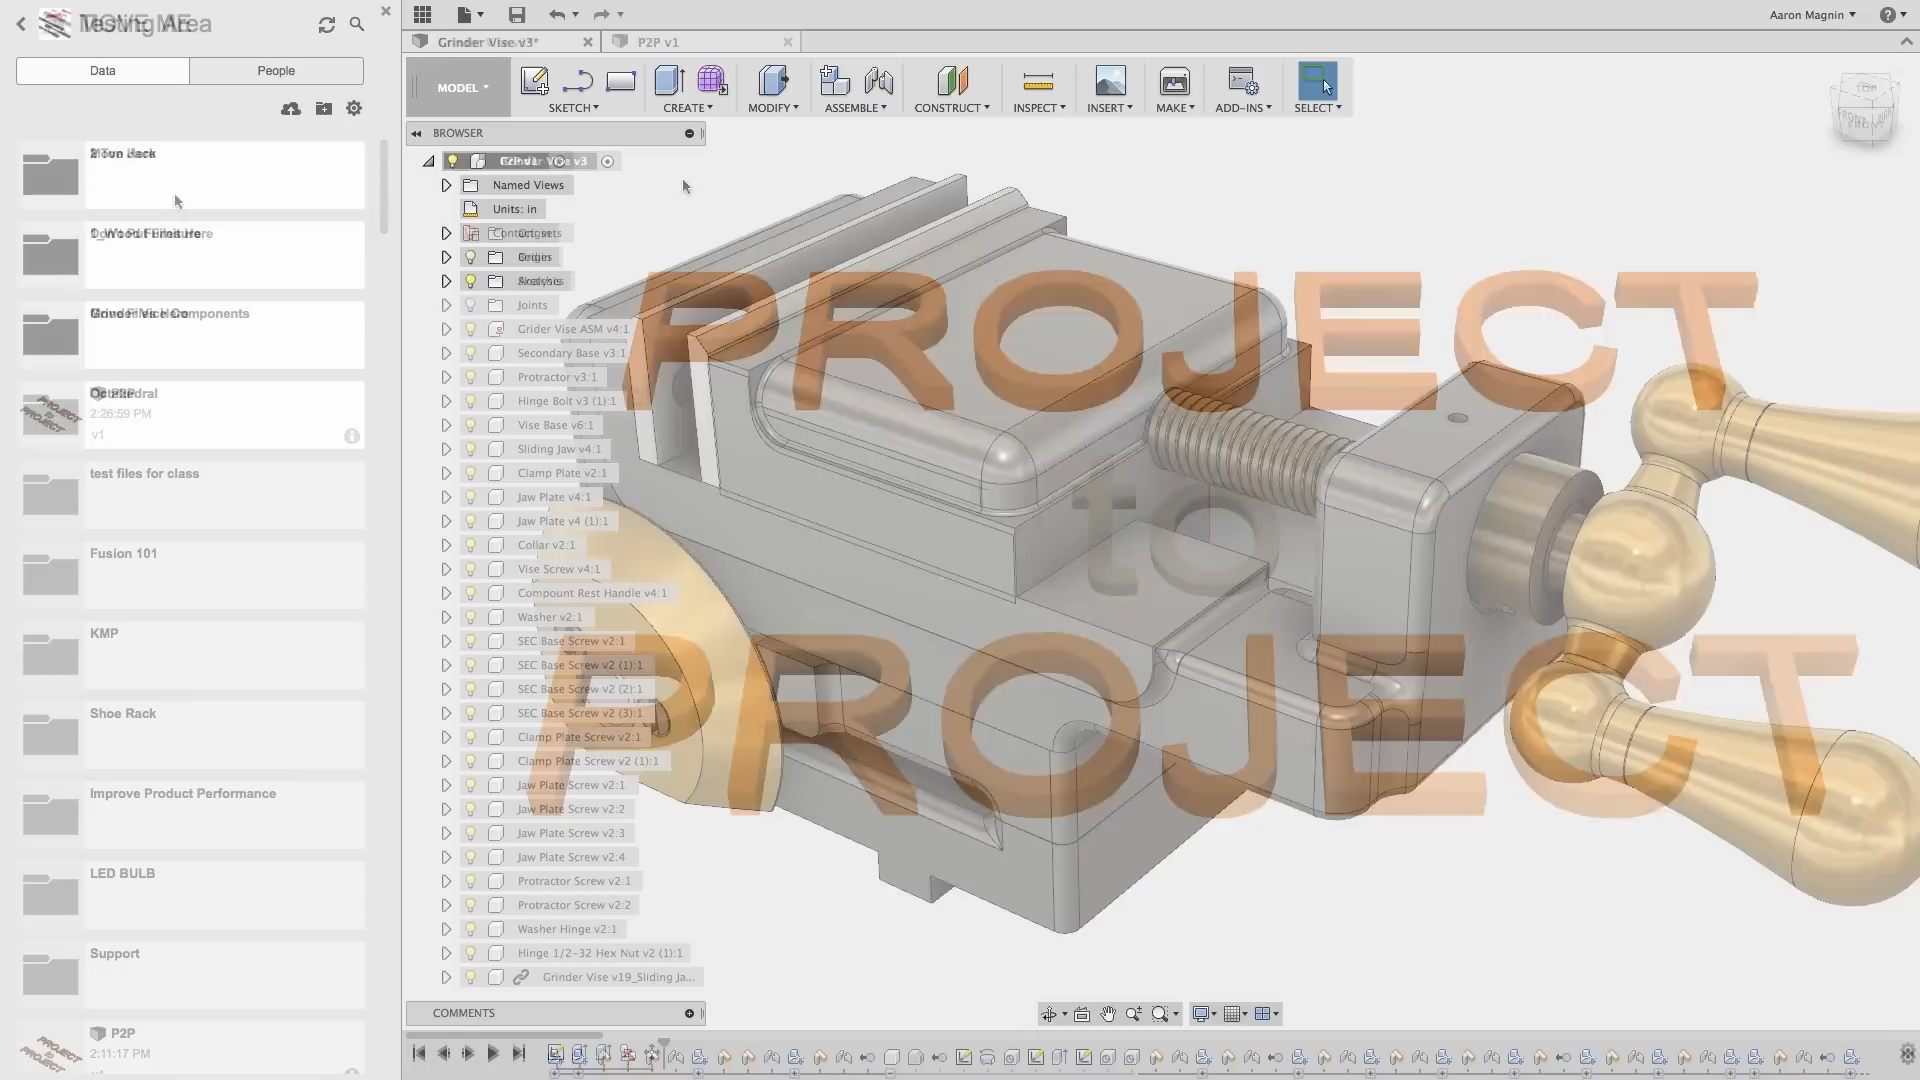 Testing Area
Data
People
test files for class
Fusion 101
KMP
Shoe Rack
Improve Product Performance
LED BULB
Support
P2P
2:11:17 PM
2:26:59 PM
v1
Aaron Magnin
Grinder Vise v3*
P2P v1
MODEL
SKETCH
CREATE
MODIFY
ASSEMBLE
CONSTRUCT
INSPECT
INSERT
MAKE
ADD-INS
SELECT
BROWSER
Named Views
Units: in
Joints
Grider Vise ASM v4:1
Secondary Base v3:1
Protractor v3:1
Hinge Bolt v3 (1):1
Vise Base v6:1
Sliding Jaw v4:1
Clamp Plate v2:1
Jaw Plate v4:1
Jaw Plate v4 (1):1
Collar v2:1
Vise Screw v4:1
Compount Rest Handle v4:1
Washer v2:1
SEC Base Screw v2:1
SEC Base Screw v2 (1):1
SEC Base Screw v2 (2):1
SEC Base Screw v2 (3):1
Clamp Plate Screw v2:1
Clamp Plate Screw v2 (1):1
Jaw Plate Screw v2:1
Jaw Plate Screw v2:2
Jaw Plate Screw v2:3
Jaw Plate Screw v2:4
Protractor Screw v2:1
Protractor Screw v2:2
Washer Hinge v2:1
Hinge 1/2-32 Hex Nut v2 (1):1
Grinder Vise v19_Sliding Ja...
COMMENTS
PROJECT
to
PROJECT